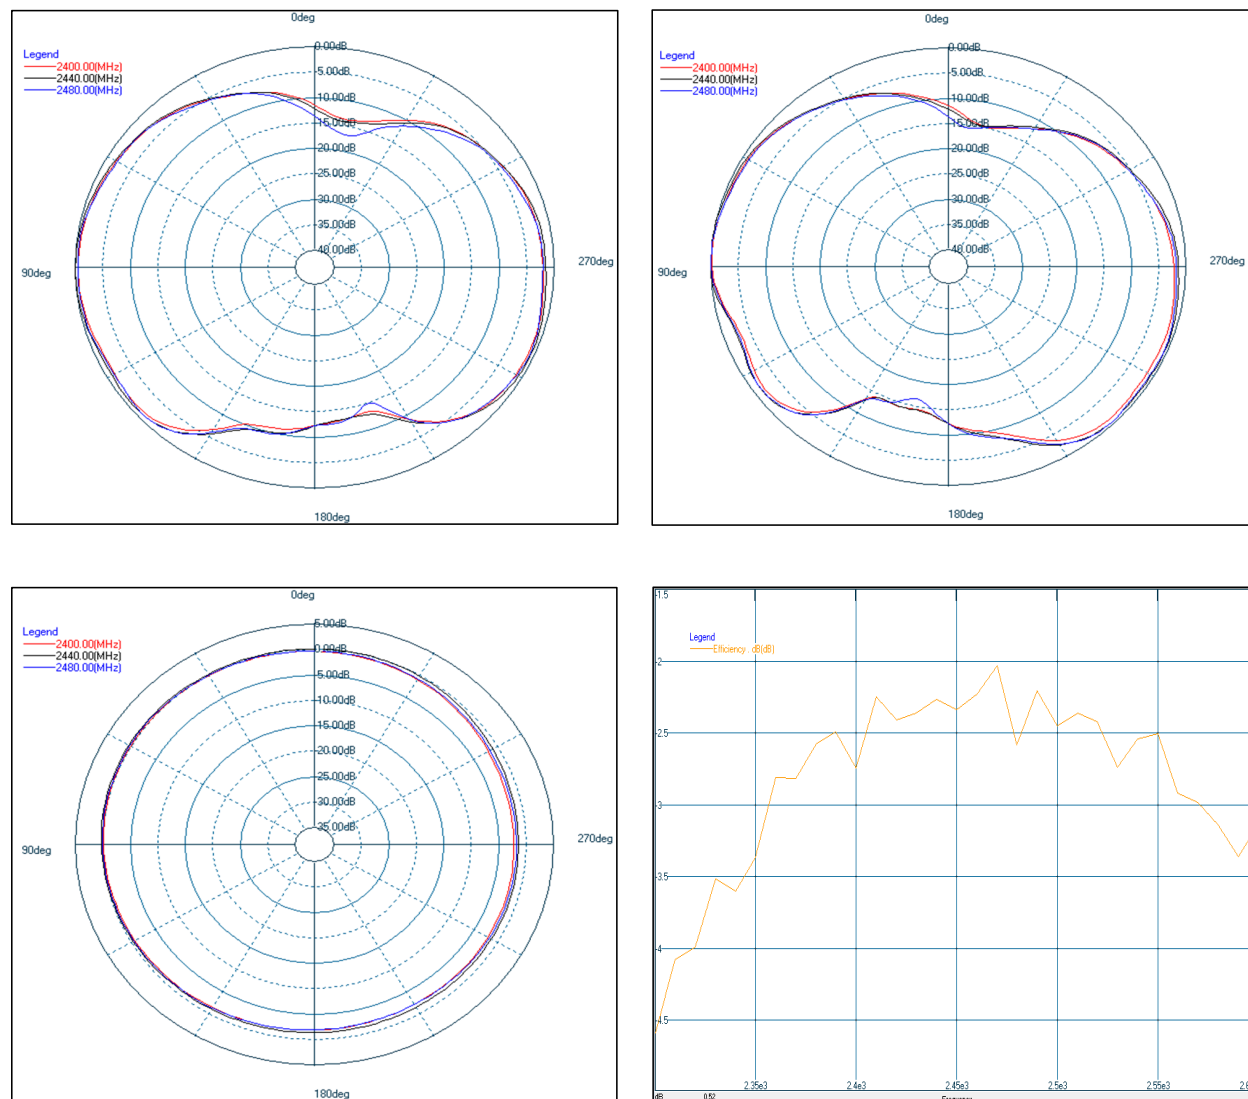 0deg
Legend
2400.00(MHz)
2440.00(MHz)
2480.00(MHz)
0.00dB
5.00dB
10.00dB
15.00dB
20.00dB
25.00dB
30.00dB
35.00dB
40.00dB
90deg
270deg
180deg
0deg
Legend
2400.00(MHz)
2440.00(MHz)
2480.00(MHz)
0.00dB
5.00dB
10.00dB
15.00dB
20.00dB
25.00dB
30.00dB
35.00dB
40.00dB
90deg
270deg
180deg
0deg
Legend
2400.00(MHz)
2440.00(MHz)
2480.00(MHz)
5.00dB
0.00dB
5.00dB
10.00dB
15.00dB
20.00dB
25.00dB
30.00dB
35.00dB
90deg
270deg
180deg
-1.5
Legend
Efficiency . dB(dB)
-2
-2.5
-3
-3.5
-4
-4.5
2.35e3 2.4e3 2.45e3 2.5e3 2.55e3
dB 0.52